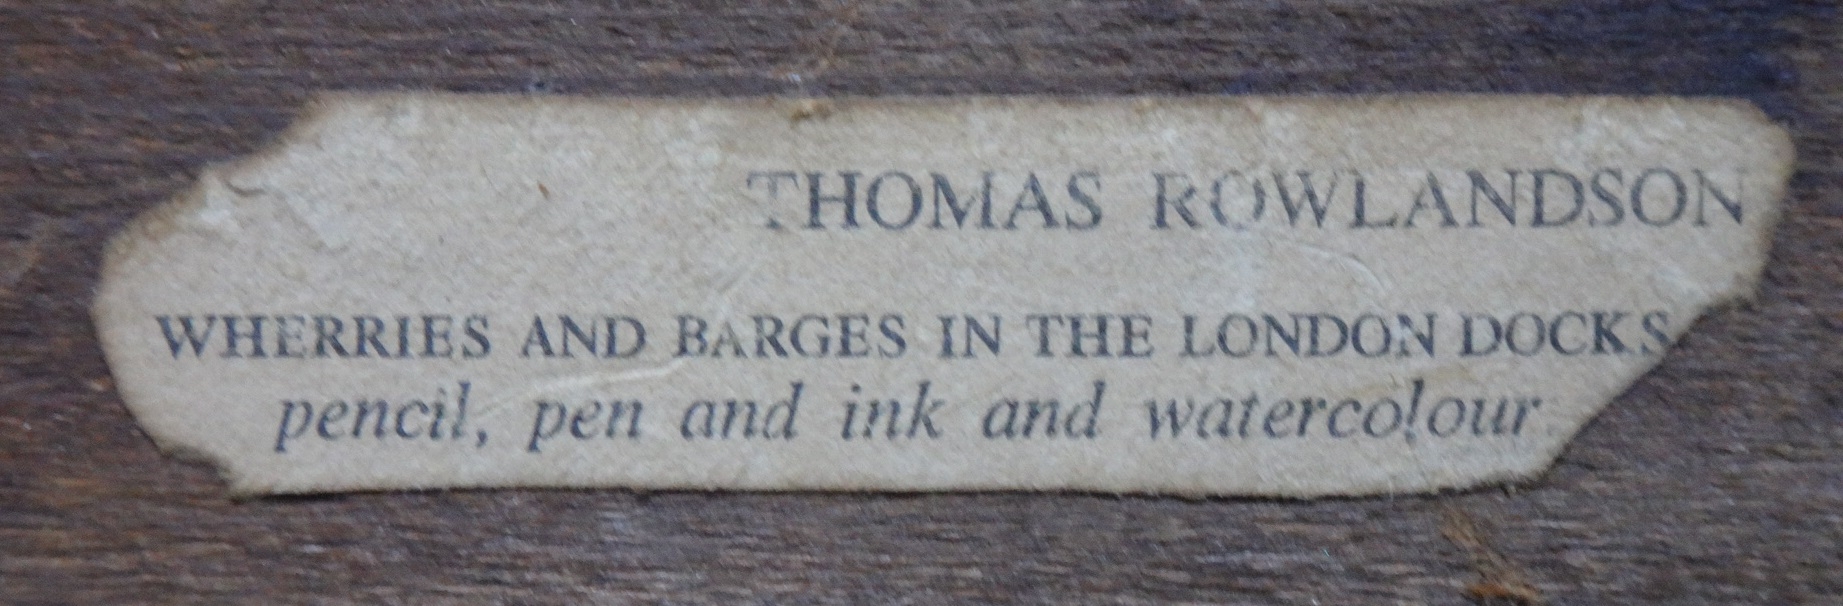 THOMAS ROWLANDSON
WHERRIES AND BARGES IN THE LONDON DOCKS
pencil, pen and ink and watercolour